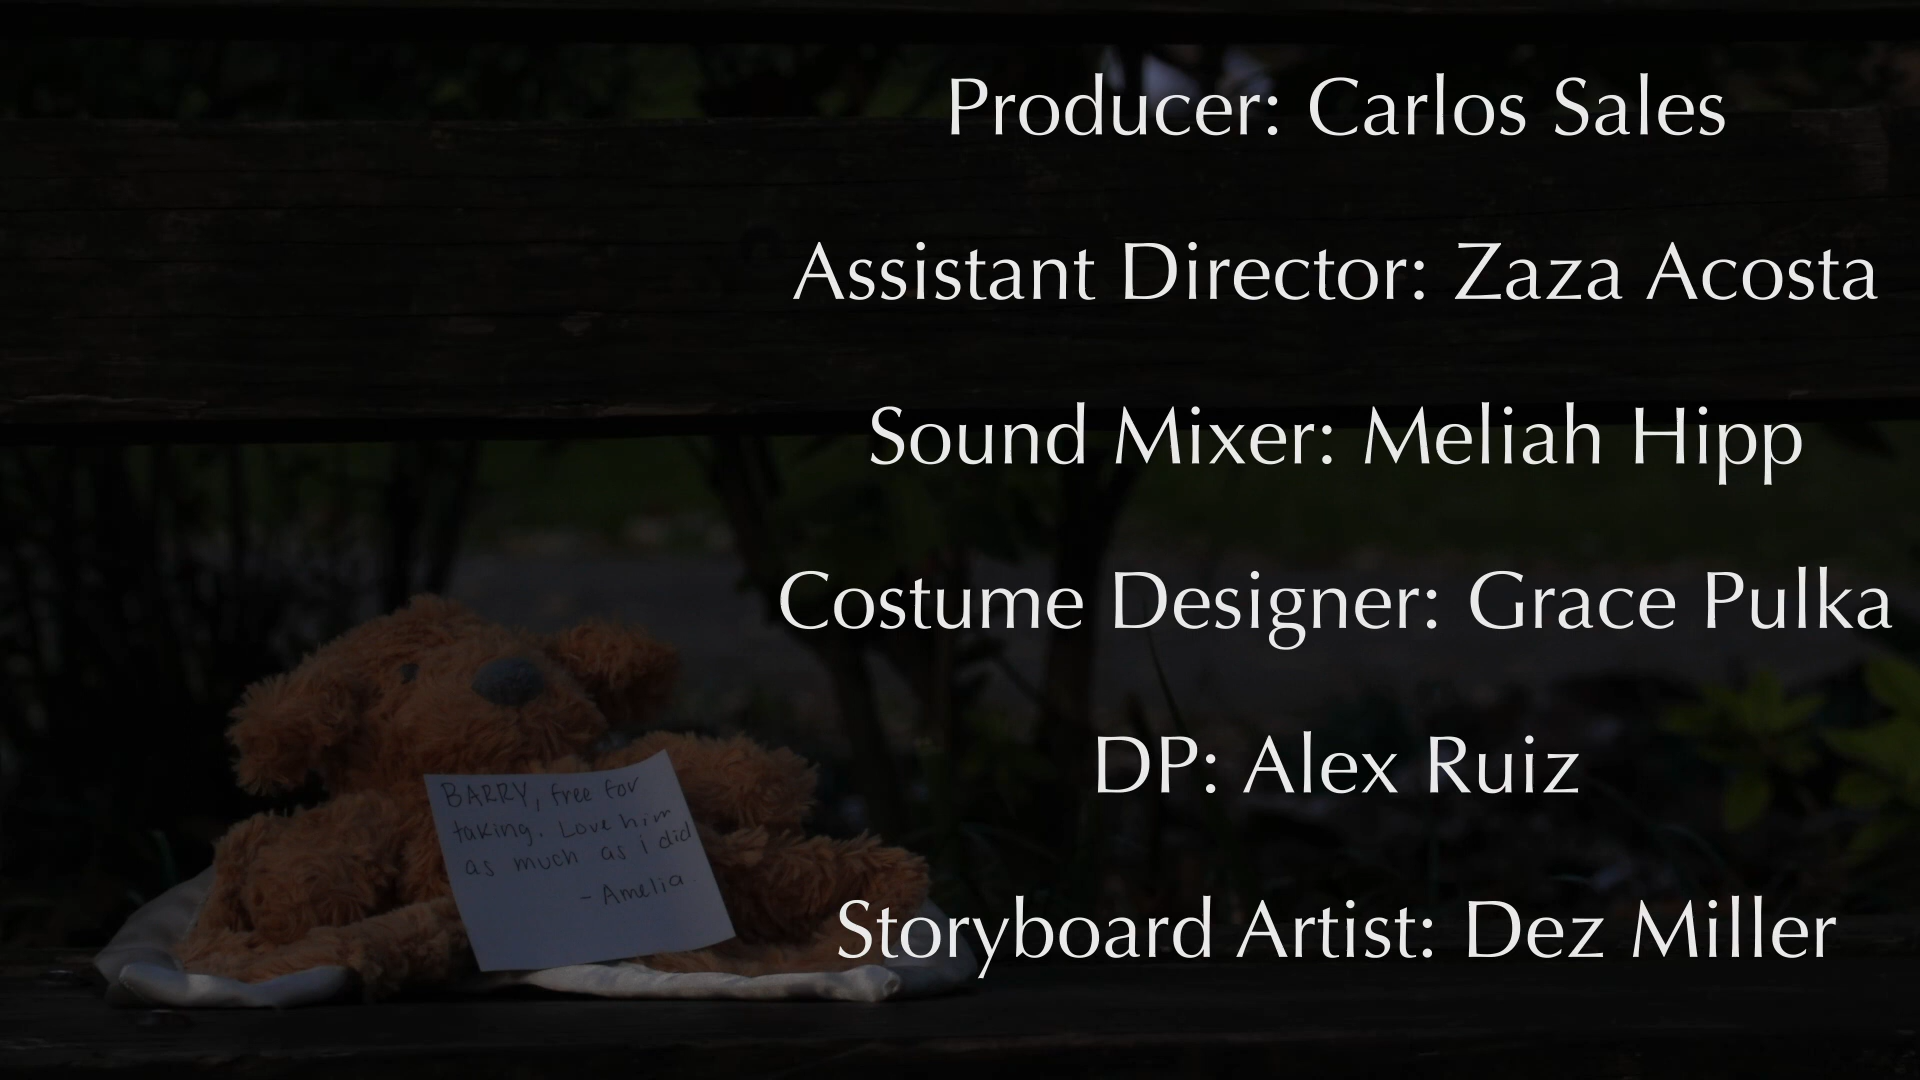 Producer: Carlos Sales
Assistant Director: Zaza Acosta
Sound Mixer: Meliah Hipp
Costume Designer: Grace Pulka
DP: Alex Ruiz
Storyboard Artist: Dez Miller
BARRY, free for
taking. Love him
as much as i did
- Amelia.